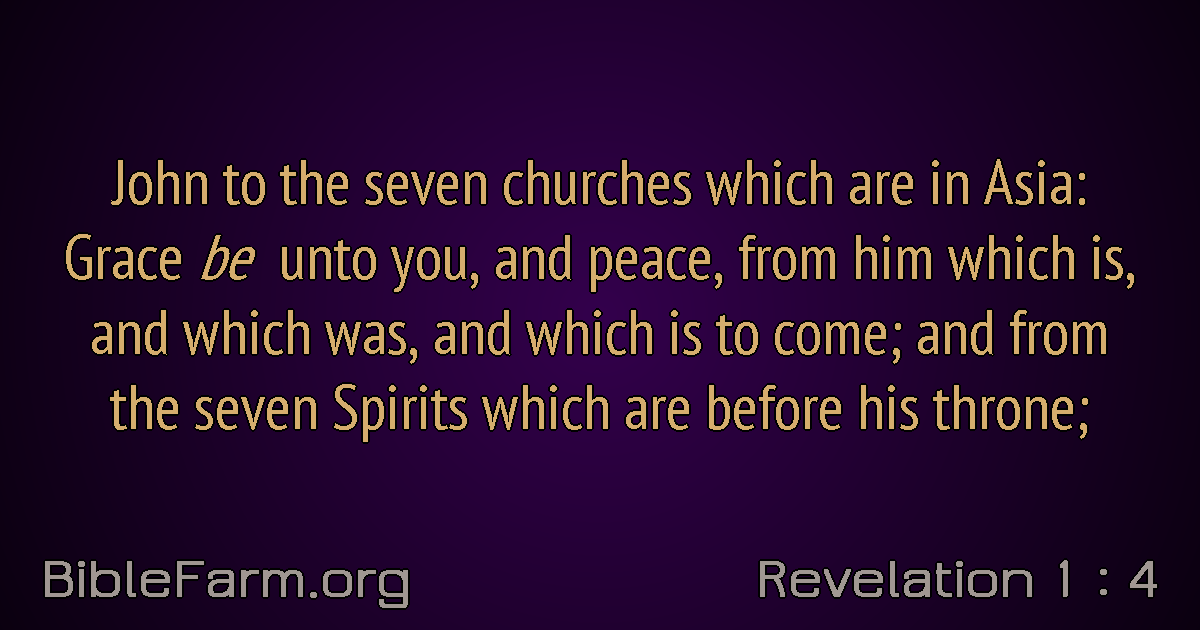 John to the seven churches which are in Asia:
Grace be unto you, and peace, from him which is,
and which was, and which is to come; and from
the seven Spirits which are before his throne;
BibleFarm.org
Revelation 1 : 4